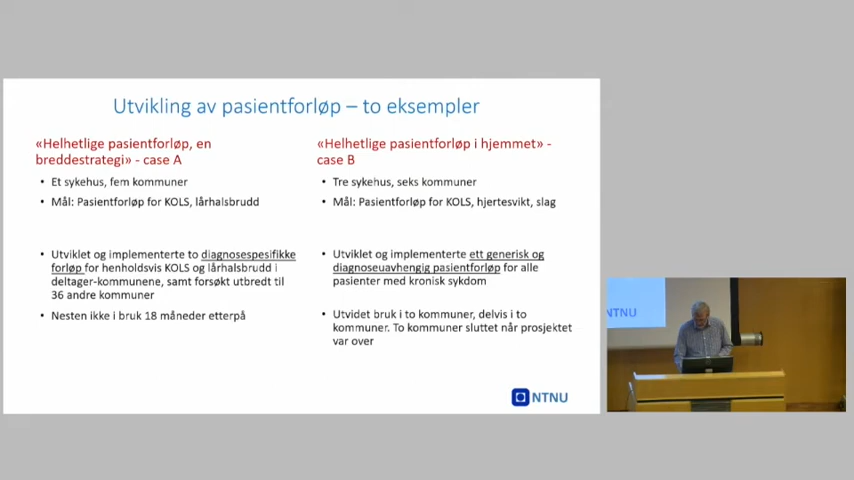 Utvikling av pasientforløp – to eksempler
«Helhetlige pasientforløp, en
breddestrategi» - case A
• Et sykehus, fem kommuner
• Mål: Pasientforløp for KOLS, lårhalsbrudd
• Utviklet og implementerte to diagnosespesifikke
forløp for henholdsvis KOLS og lårhalsbrudd i
deltager-kommunene, samt forsøkt utbredt til
36 andre kommuner
• Nesten ikke i bruk 18 måneder etterpå
«Helhetlige pasientforløp i hjemmet» -
case B
• Tre sykehus, seks kommuner
• Mål: Pasientforløp for KOLS, hjertesvikt, slag
• Utviklet og implementerte ett generisk og
diagnoseuavhengig pasientforløp for alle
pasienter med kronisk sykdom
• Utvidet bruk i to kommuner, delvis i to
kommuner. To kommuner sluttet når prosjektet
var over
NTNU
NTNU